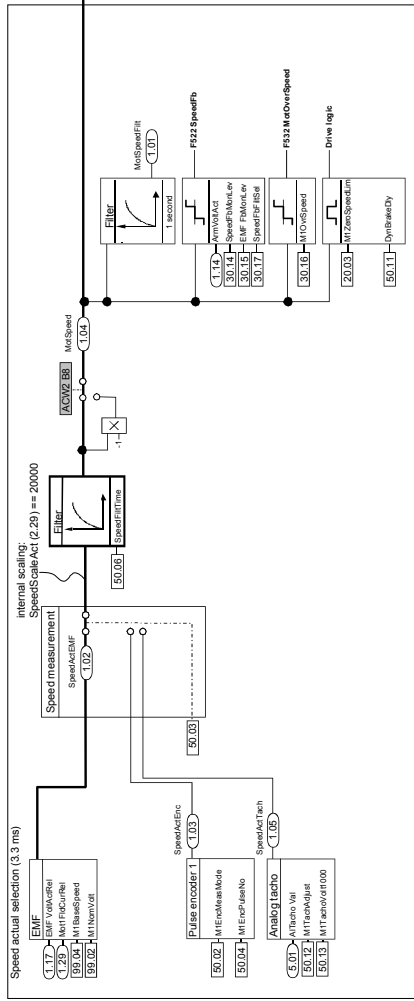 Speed actual selection (3.3 ms)
EMF
1.17 EMF VoltActRel
1.29 Mot1FldCurRel
99.04 M1BaseSpeed
99.02 M1NomVolt
Pulse encoder 1
50.02 M1EncMeasMode
50.04 M1EncPulseNo
Analog tacho
5.01 AITacho Val
50.12 M1TachAdjust
50.13 M1TachoVolt1000
SpeedActEnc
1.03
SpeedActTach
1.05
Speed measurement
SpeedActEMF
1.02
50.03
internal scaling:
SpeedScaleAct (2.29) == 20000
Filter
SpeedFiltTime
50.06
-1
X
ACW2 B8
MotSpeed
1.04
Filter
1 second
MotSpeedFilt
1.01
ArmVoltAct
1.14
SpeedFbMonLev
30.14
EMF FbMonLev
30.15
SpeedFbFltSel
30.17
F522 SpeedFb
M1OvrSpeed
30.16
F532 MotOverSpeed
M1ZeroSpeedLim
20.03
DynBrakeDly
50.11
Drive logic